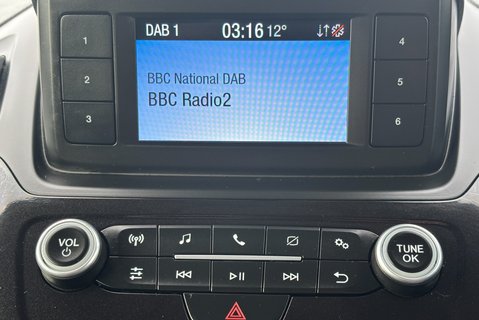 DAB 1 03:16 12°
BBC National DAB
BBC Radio2
1
2
3
4
5
6
VOL
TUNE
OK